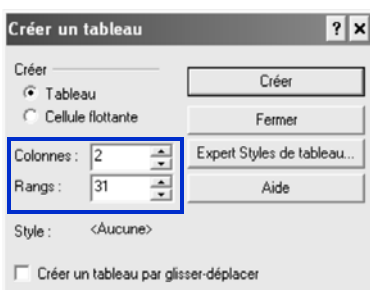 Créer un tableau ? ×
Créer
Tableau
Cellule flottante
Créer
Fermer
Colonnes : 2
Expert Styles de tableau...
Rangs : 31
Aide
Style : <Aucune>
Créer un tableau par glisser-déplacer